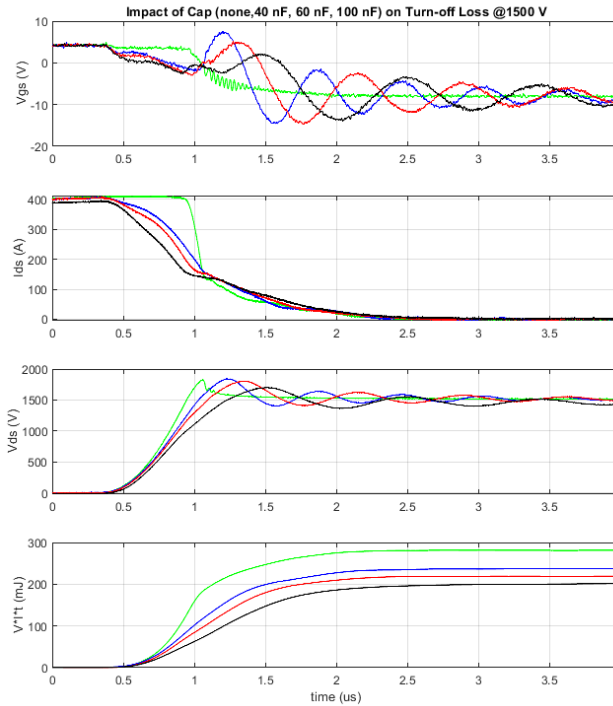 Impact of Cap (none,40 nF, 60 nF, 100 nF) on Turn-off Loss @1500 V
10
0
-10
-20
Vgs (V)
0 0.5 1 1.5 2 2.5 3 3.5
400
300
200
100
0
Ids (A)
0 0.5 1 1.5 2 2.5 3 3.5
2000
1500
1000
500
0
Vds (V)
0 0.5 1 1.5 2 2.5 3 3.5
300
200
100
0
V*I*t (mJ)
0 0.5 1 1.5 2 2.5 3 3.5
time (us)